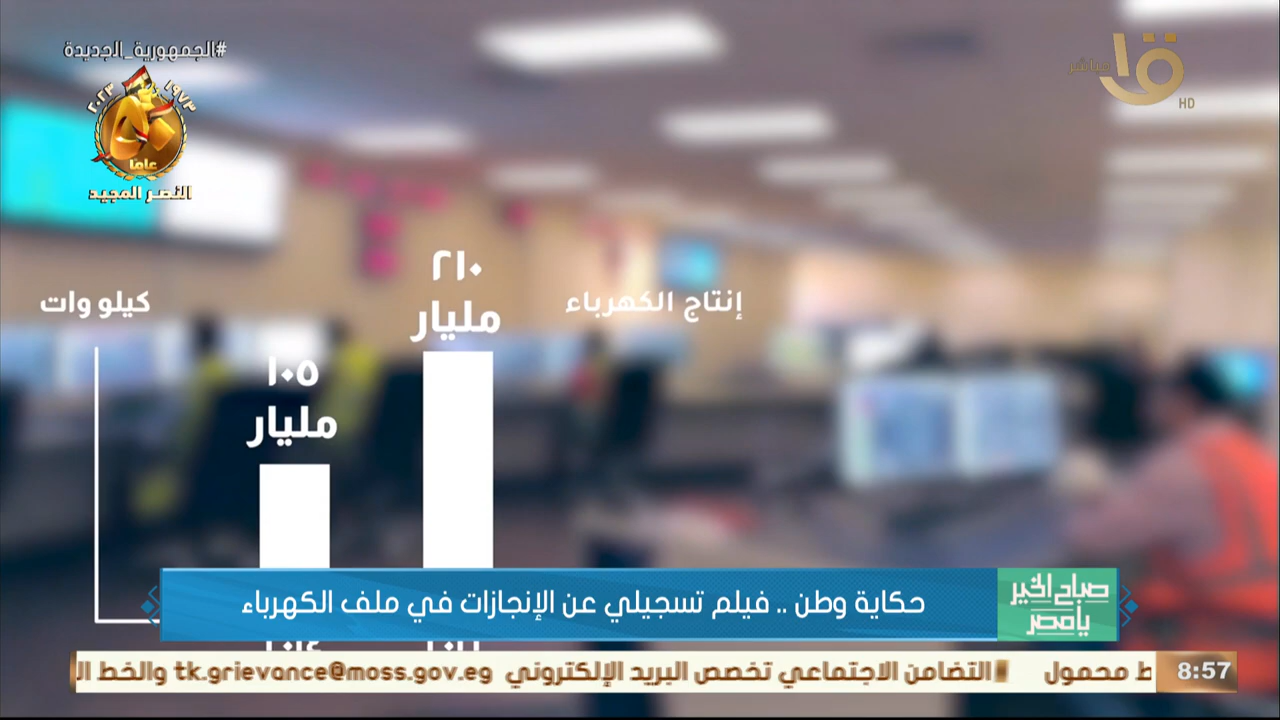 #الجمهورية_الجديدة
١٩٧٣
٢٠٢٣
٥٠
عاما
النصر المجيد
مباشر
HD
إنتاج الكهرباء
كيلو وات
٢١٠
مليار
١٠٥
مليار
صباح الخير
يا مصر
حكاية وطن .. فيلم تسجيلي عن الإنجازات في ملف الكهرباء
8:57
ط محمول التضامن الاجتماعي تخصص البريد الإلكتروني tk.grievance@moss.gov.eg والخط ال